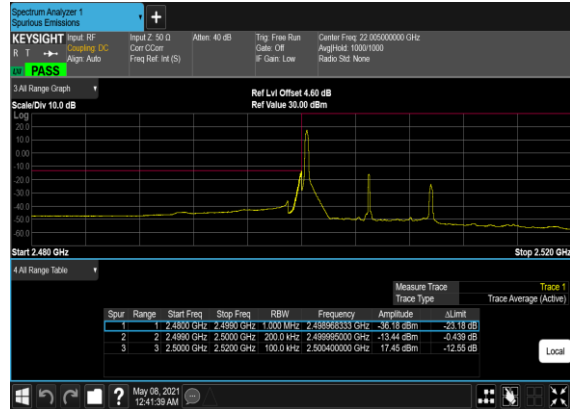 Spectrum Analyzer 1
Spurious Emissions
KEYSIGHT Input: RF Input Z: 50 Ω Atten: 40 dB Trig: Free Run Center Freq: 22.005000000 GHz
R T Coupling: DC Corr CCorr Gate: Off Avg|Hold: 1000/1000
Align: Auto Freq Ref: Int (S) IF Gain: Low Radio Std: None
LW PASS
3 All Range Graph
Ref Lvl Offset 4.60 dB
Scale/Div 10.0 dB Ref Value 30.00 dBm
Log
20.0
10.0
0.00
-10.0
-20.0
-30.0
-40.0
-50.0
-60.0
Start 2.480 GHz Stop 2.520 GHz
4 All Range Table
Measure Trace Trace 1
Trace Type Trace Average (Active)
Spur Range Start Freq Stop Freq RBW Frequency Amplitude ΔLimit
1 1 2.4800 GHz 2.4990 GHz 1.000 MHz 2.498968333 GHz -36.18 dBm -23.18 dB
2 2 2.4990 GHz 2.5000 GHz 200.0 kHz 2.499995000 GHz -13.44 dBm -0.439 dB
3 3 2.5000 GHz 2.5200 GHz 100.0 kHz 2.500400000 GHz 17.45 dBm -12.55 dB
Local
? May 08, 2021
12:41:39 AM